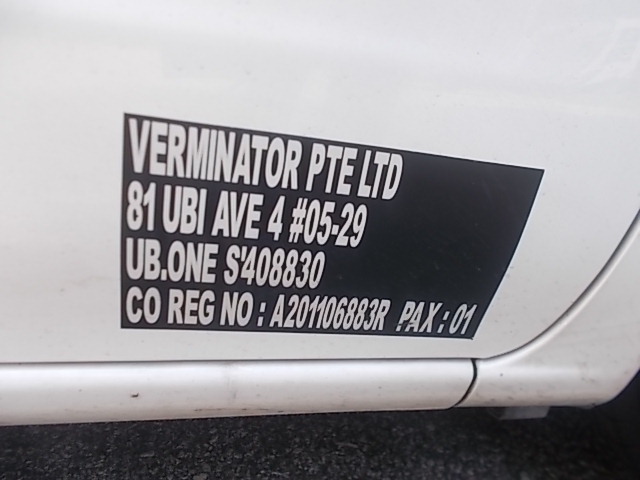 VERMINATOR PTE LTD
81 UBI AVE 4 #05-29
UB.ONE S'408830
CO REG NO : A201106883R PAX : 01